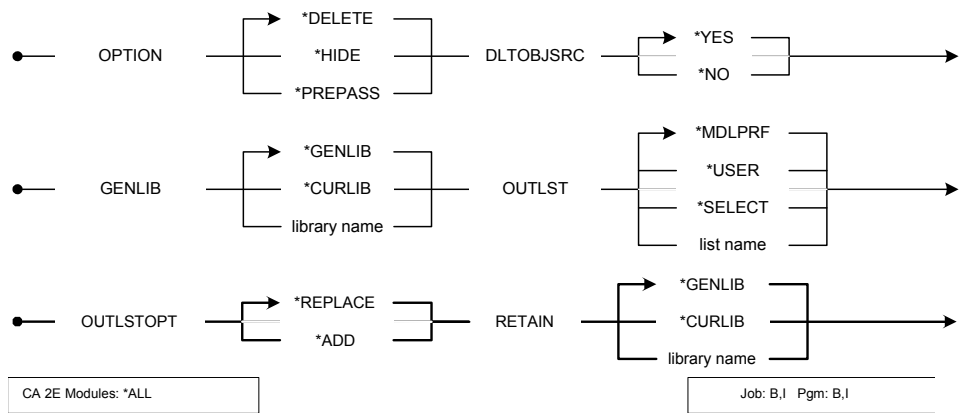 *DELETE
OPTION *HIDE DLTOBJSRC *YES
*NO
*PREPASS
*MDLPRF
*GENLIB
*USER
GENLIB *CURLIB OUTLST
*SELECT
library name
list name
*GENLIB
*REPLACE
OUTLSTOPT RETAIN *CURLIB
*ADD
library name
CA 2E Modules: *ALL Job: B,I Pgm: B,I